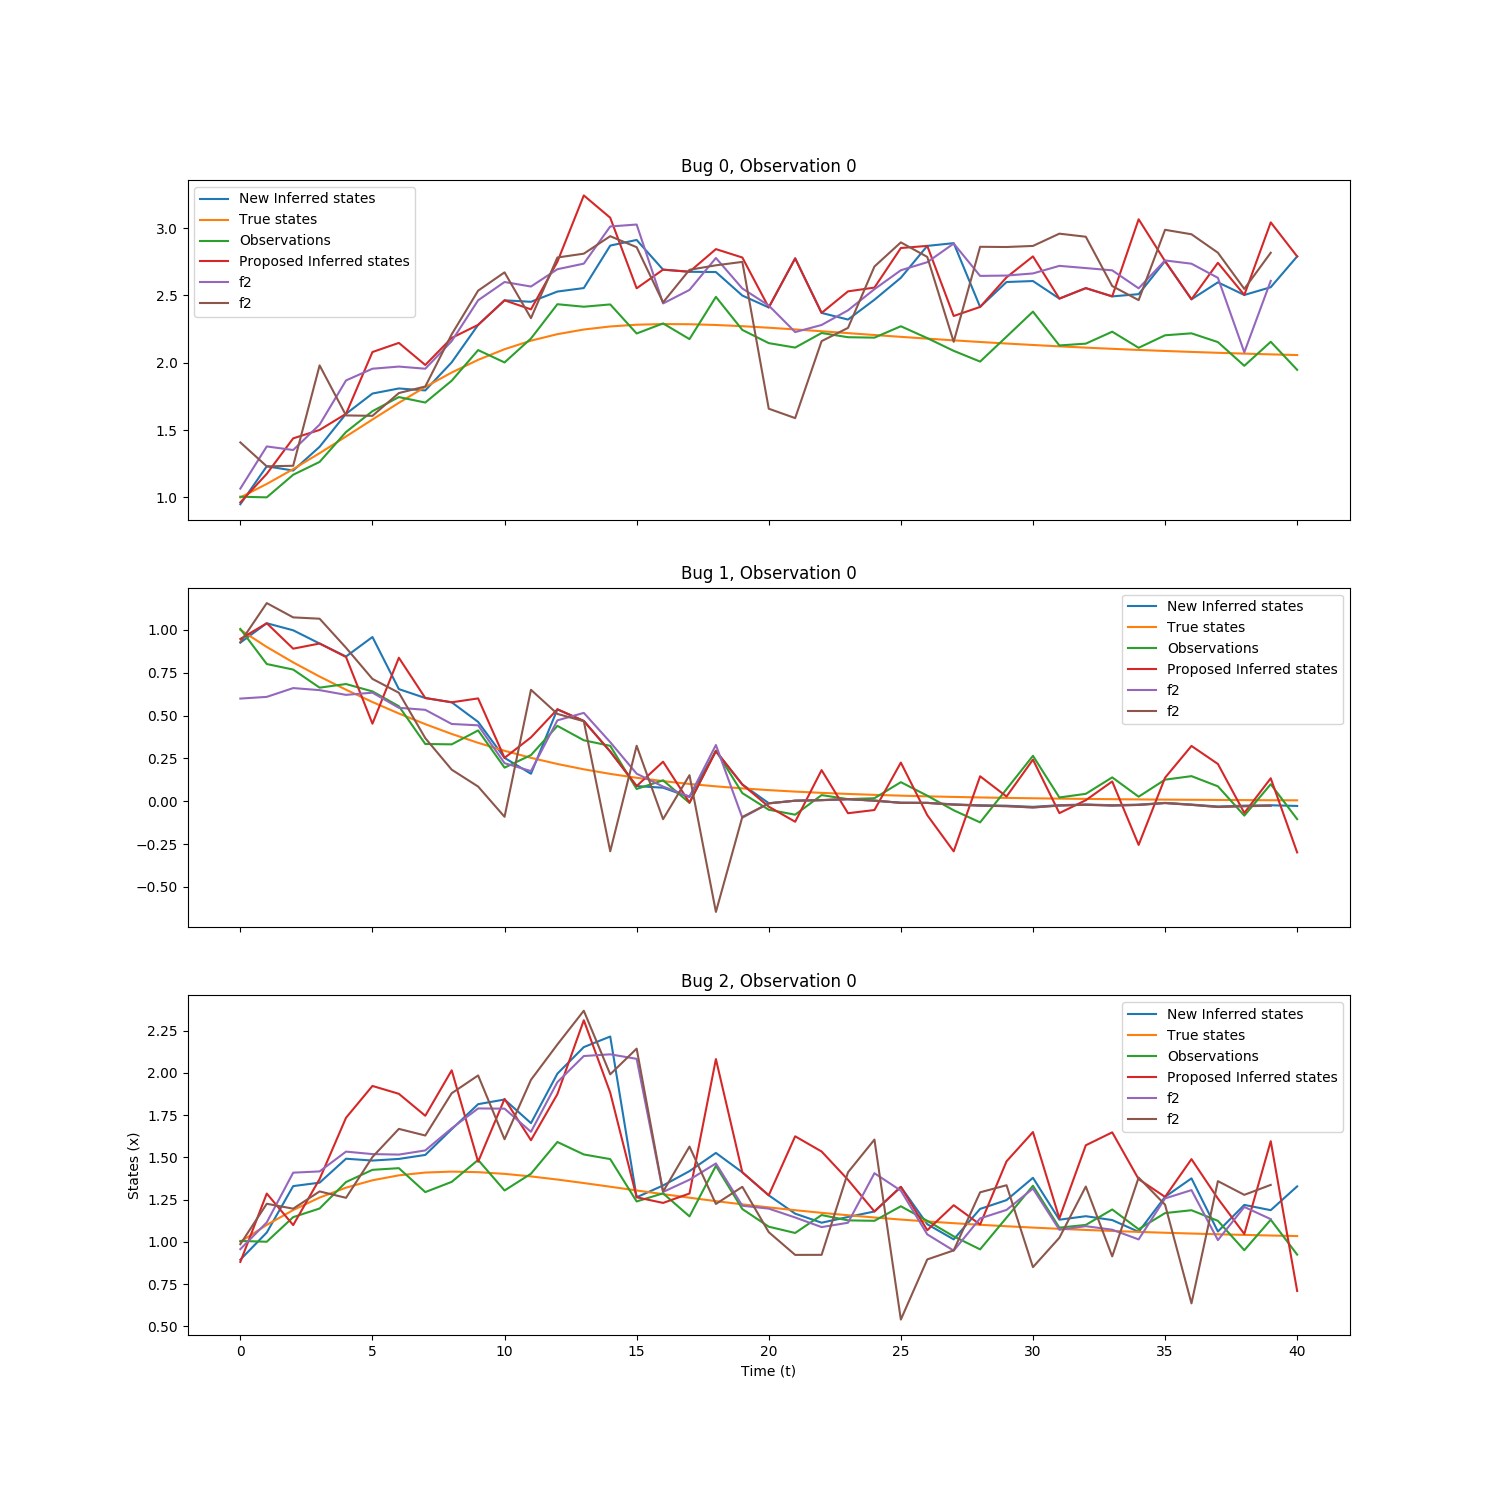 Bug 0, Observation 0
New Inferred states
True states
Observations
Proposed Inferred states
f2
f2
3.0
2.5
2.0
1.5
1.0
Bug 1, Observation 0
New Inferred states
True states
Observations
Proposed Inferred states
f2
f2
1.00
0.75
0.50
0.25
0.00
−0.25
−0.50
Bug 2, Observation 0
New Inferred states
True states
Observations
Proposed Inferred states
f2
f2
2.25
2.00
1.75
1.50
1.25
1.00
0.75
0.50
States (x)
0 5 10 15 20 25 30 35 40
Time (t)